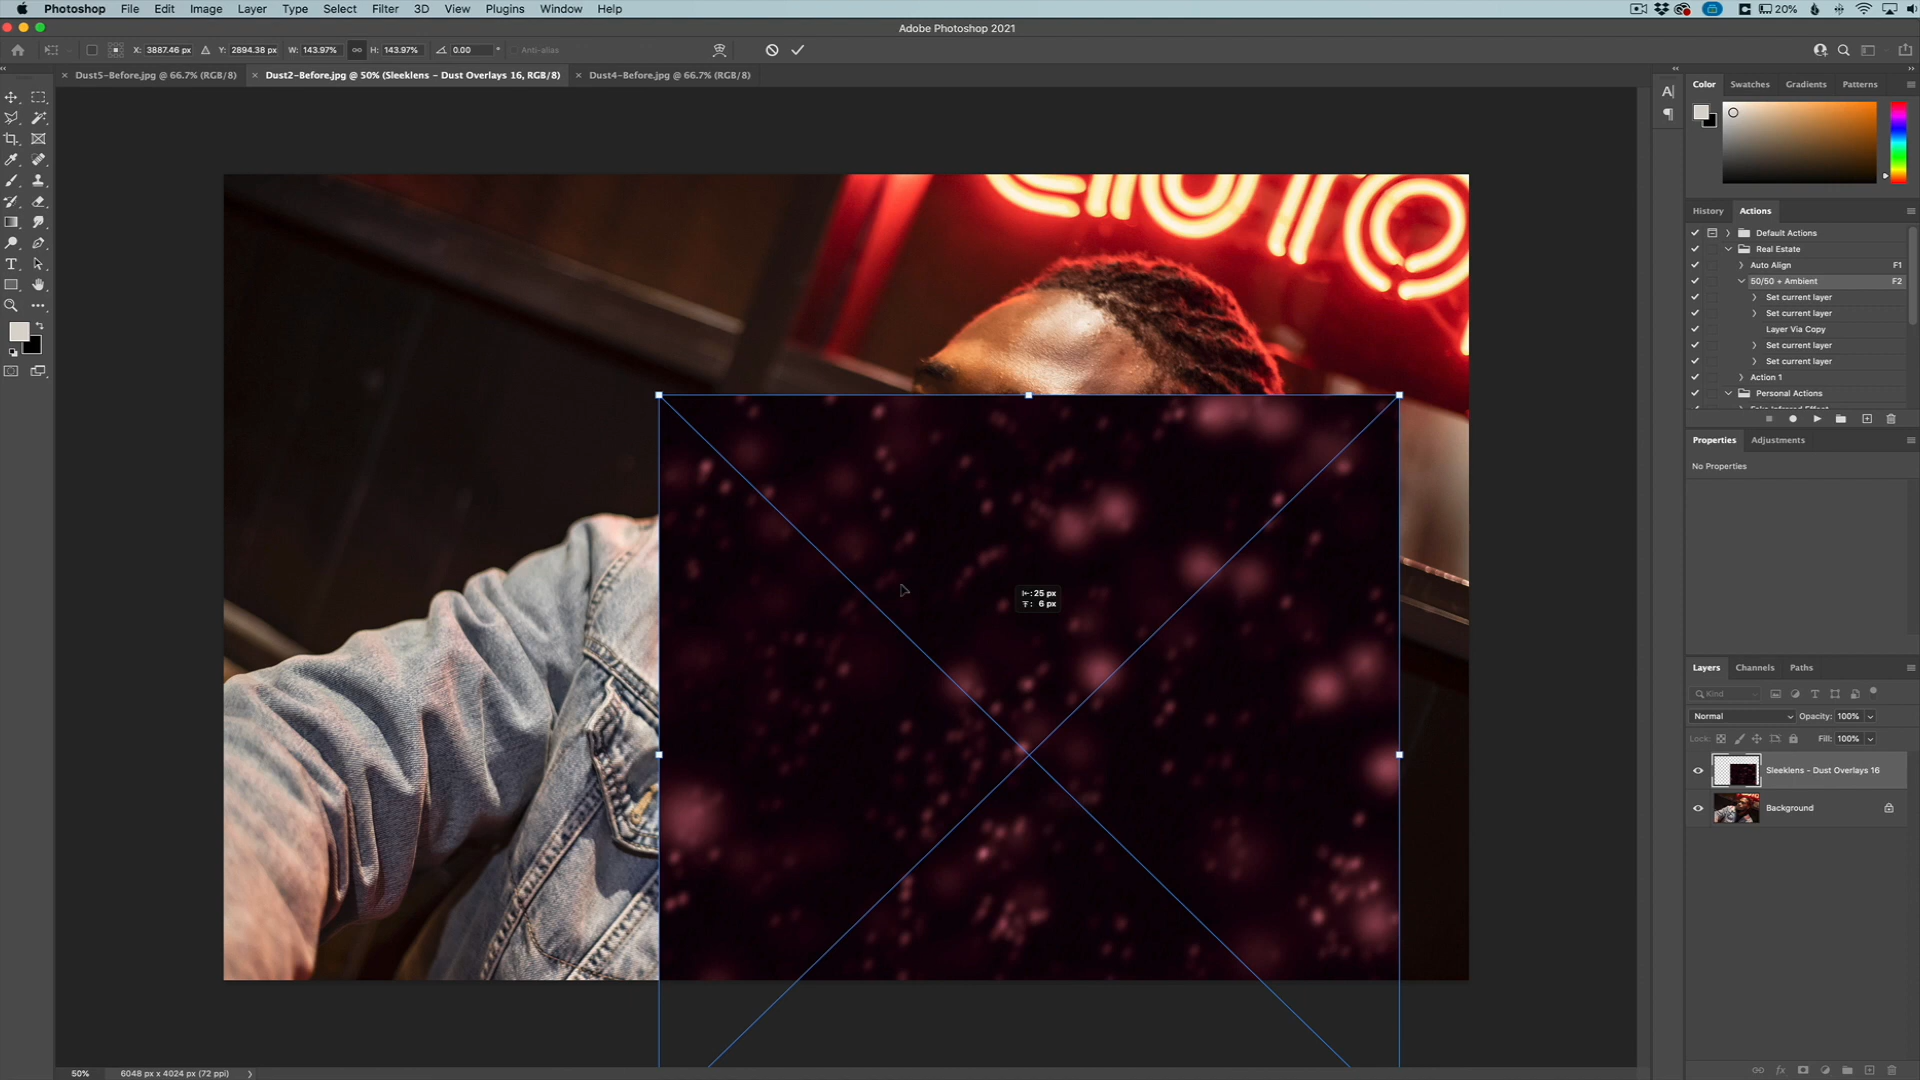 Photoshop File Edit Image Layer Type Select Filter 3D View Plugins Window Help 20%
Adobe Photoshop 2021
X: 3887.46 px Y: 2894.38 px W: 143.97% H: 143.97% 0.00 ° Anti-alias
Dust5-Before.jpg @ 66.7% (RGB/8) Dust2-Before.jpg @ 50% (Sleeklens - Dust Overlays 16, RGB/8) Dust4-Before.jpg @ 66.7% (RGB/8)
Color Swatches Gradients Patterns
History Actions
Default Actions
Real Estate
Auto Align F1
50/50 + Ambient F2
Set current layer
Set current layer
Layer Via Copy
Set current layer
Set current layer
Action 1
Personal Actions
Properties Adjustments
No Properties
25 px
6 px
Layers Channels Paths
Kind
Normal Opacity: 100%
Lock: Fill: 100%
Sleeklens - Dust Overlays 16
Background
50% 6048 px x 4024 px (72 ppi)